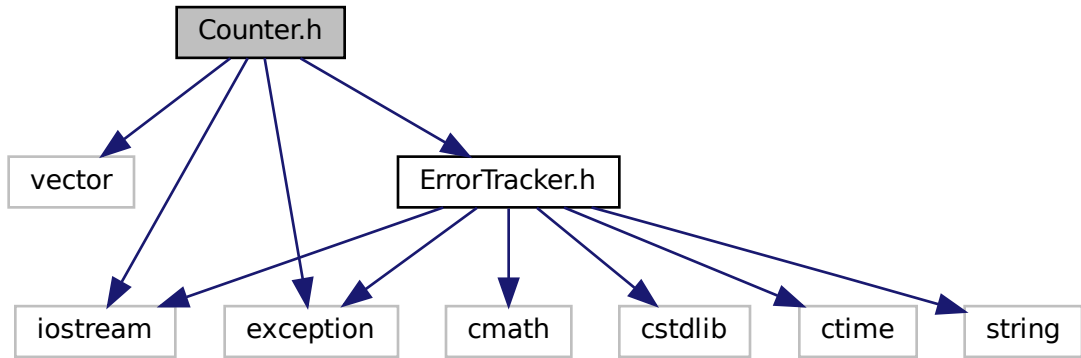 Counter.h
vector
ErrorTracker.h
iostream
exception
cmath
cstdlib
ctime
string